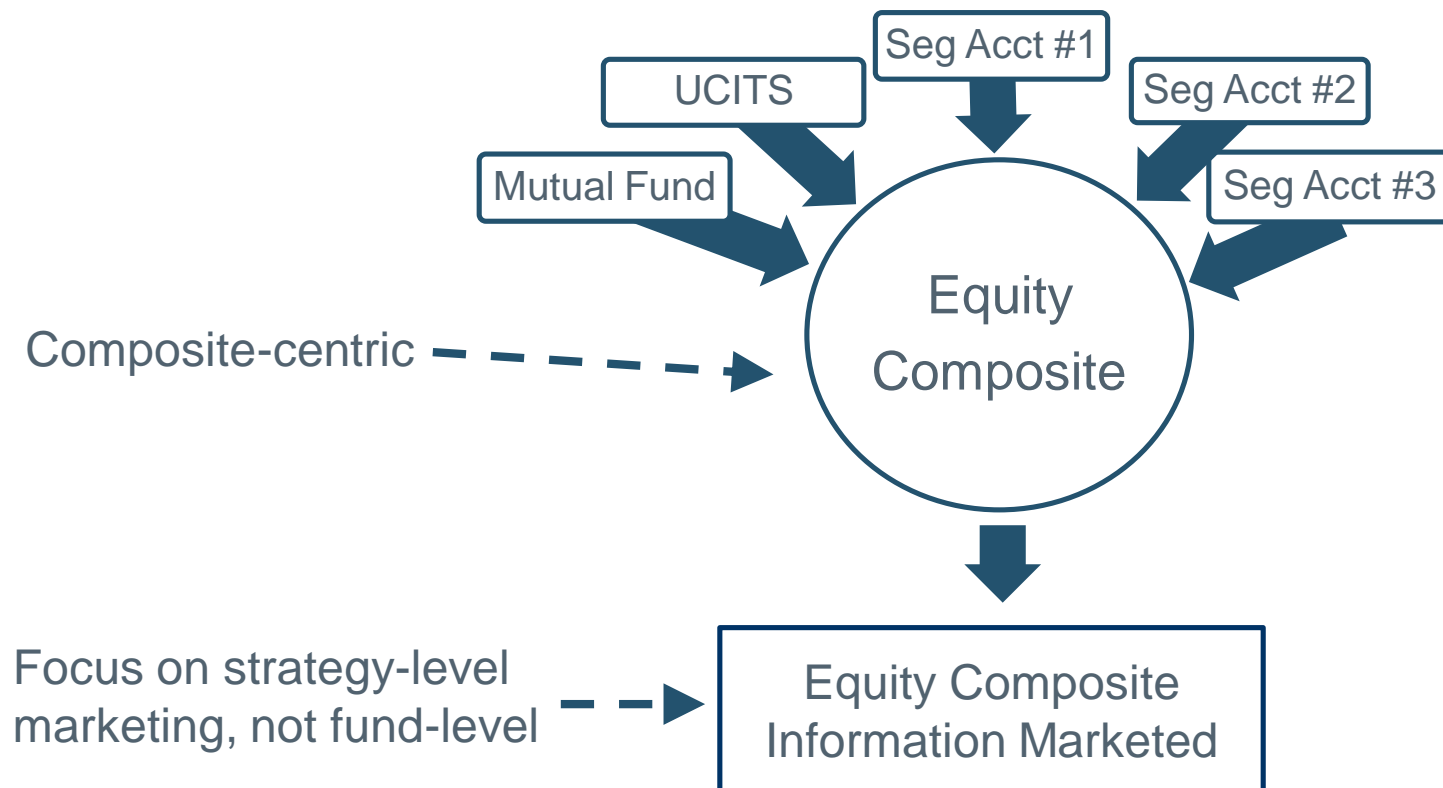 Seg Acct #1
UCITS
Seg Acct #2
Mutual Fund
Seg Acct #3
Equity
Composite
Composite-centric
Focus on strategy-level
marketing, not fund-level
Equity Composite
Information Marketed